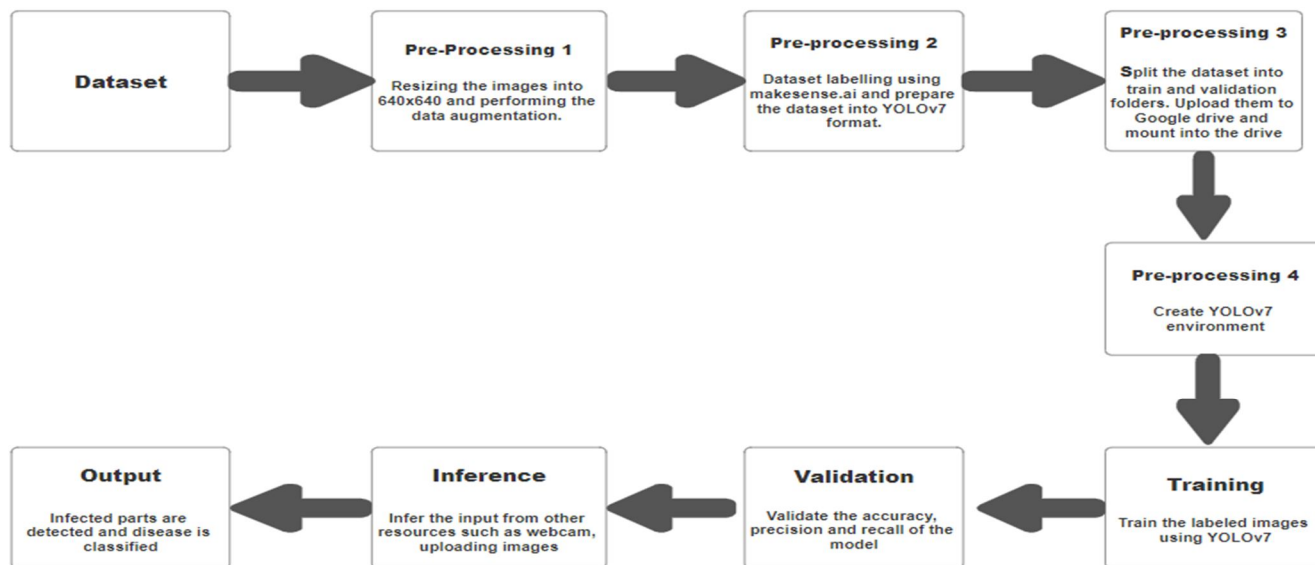 Dataset
Pre-Processing 1
Resizing the images into
640x640 and performing the
data augmentation.
Pre-processing 2
Dataset labelling using
makesense.ai and prepare
the dataset into YOLOv7
format.
Pre-processing 3
Split the dataset into
train and validation
folders. Upload them to
Google drive and
mount into the drive
Pre-processing 4
Create YOLOv7
environment
Training
Train the labeled images
using YOLOv7
Validation
Validate the accuracy,
precision and recall of the
model
Inference
Infer the input from other
resources such as webcam,
uploading images
Output
Infected parts are
detected and disease is
classified